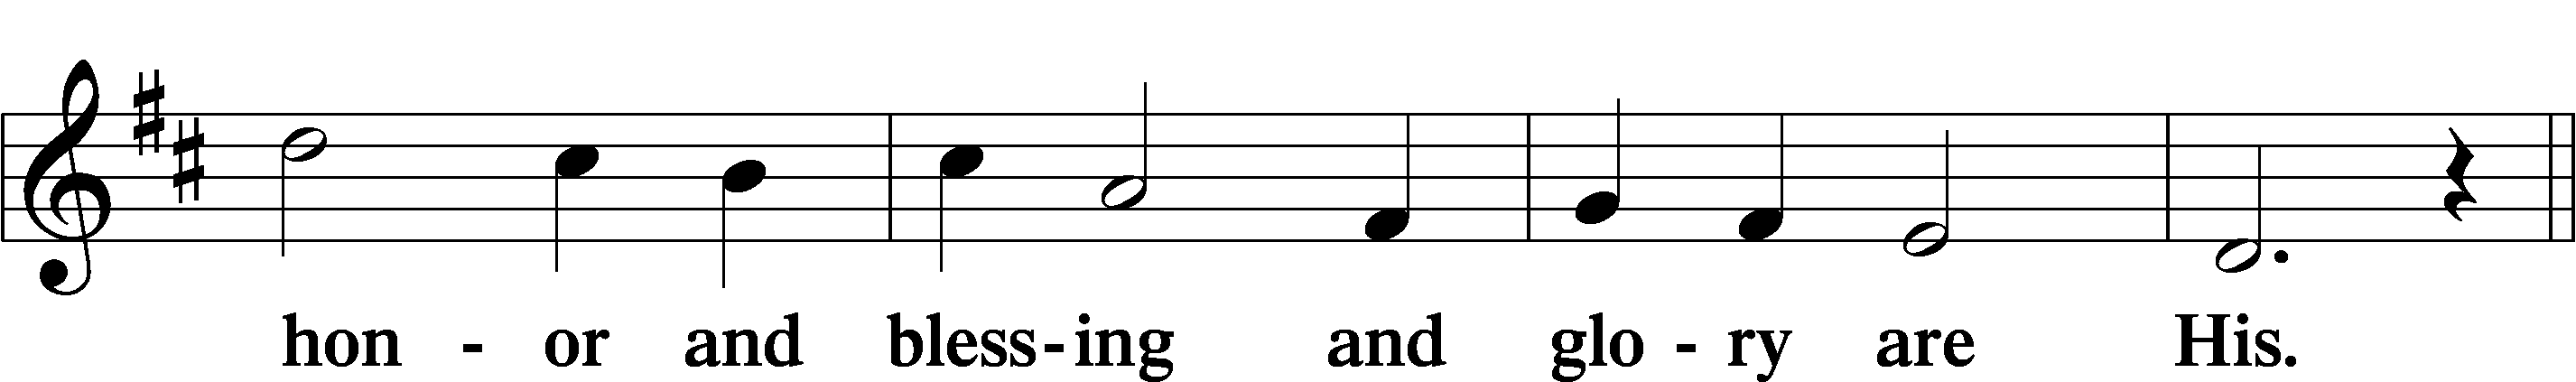 hon - or and bless-ing and glo - ry are His.